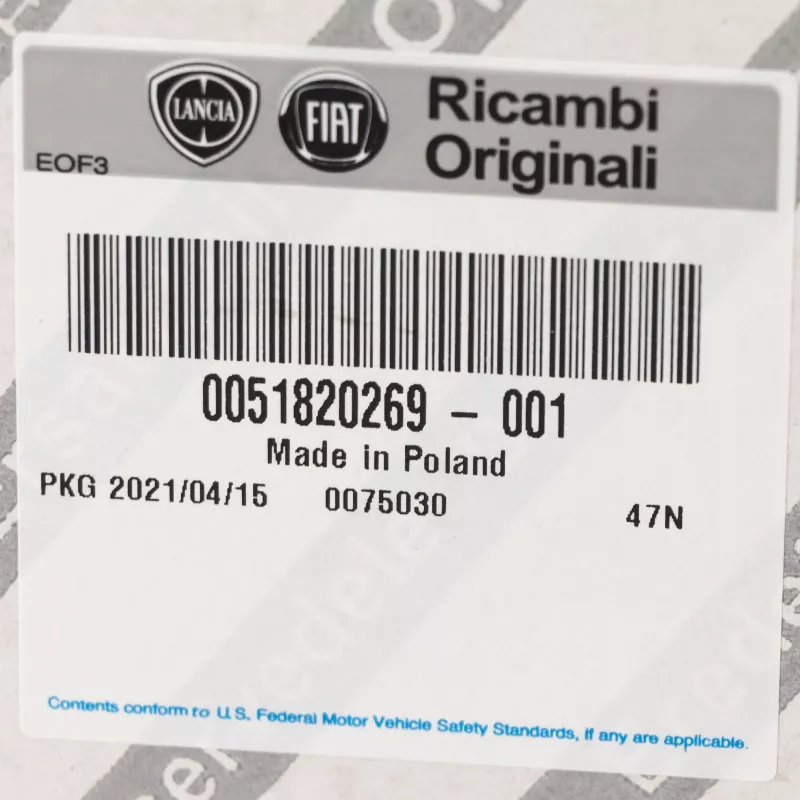 LANCIA
FIAT
Ricambi
Originali
EOF3
0051820269 - 001
Made in Poland
PKG 2021/04/15 0075030 47N
Contents conform to U.S. Federal Motor Vehicle Safety Standards, if any are applicable.